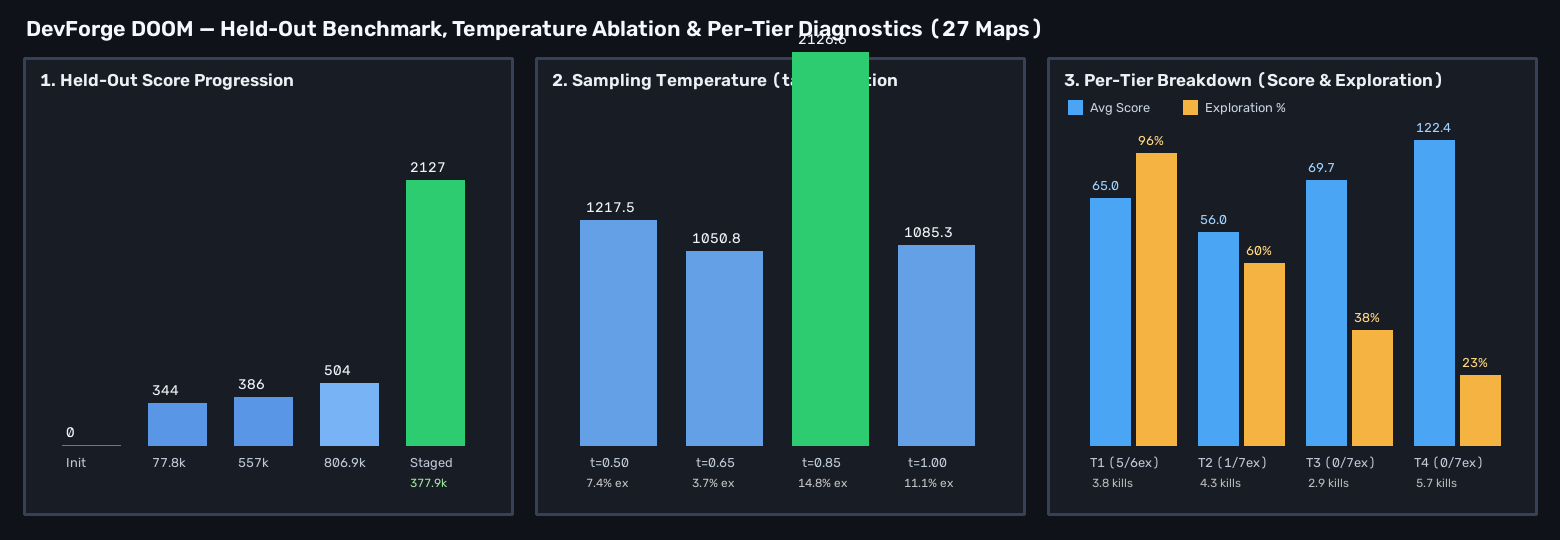 DevForge DOOM — Held-Out Benchmark, Temperature Ablation & Per-Tier Diagnostics (27 Maps)
1. Held-Out Score Progression
0
344
386
504
2127
Init
77.8k
557k
806.9k
Staged
377.9k
2. Sampling Temperature
2126.6
1217.5
1050.8
1085.3
t=0.50
t=0.65
t=0.85
t=1.00
7.4% ex
3.7% ex
14.8% ex
11.1% ex
3. Per-Tier Breakdown (Score & Exploration)
Avg Score
Exploration %
65.0
96%
56.0
60%
69.7
38%
122.4
23%
T1 (5/6ex)
T2 (1/7ex)
T3 (0/7ex)
T4 (0/7ex)
3.8 kills
4.3 kills
2.9 kills
5.7 kills